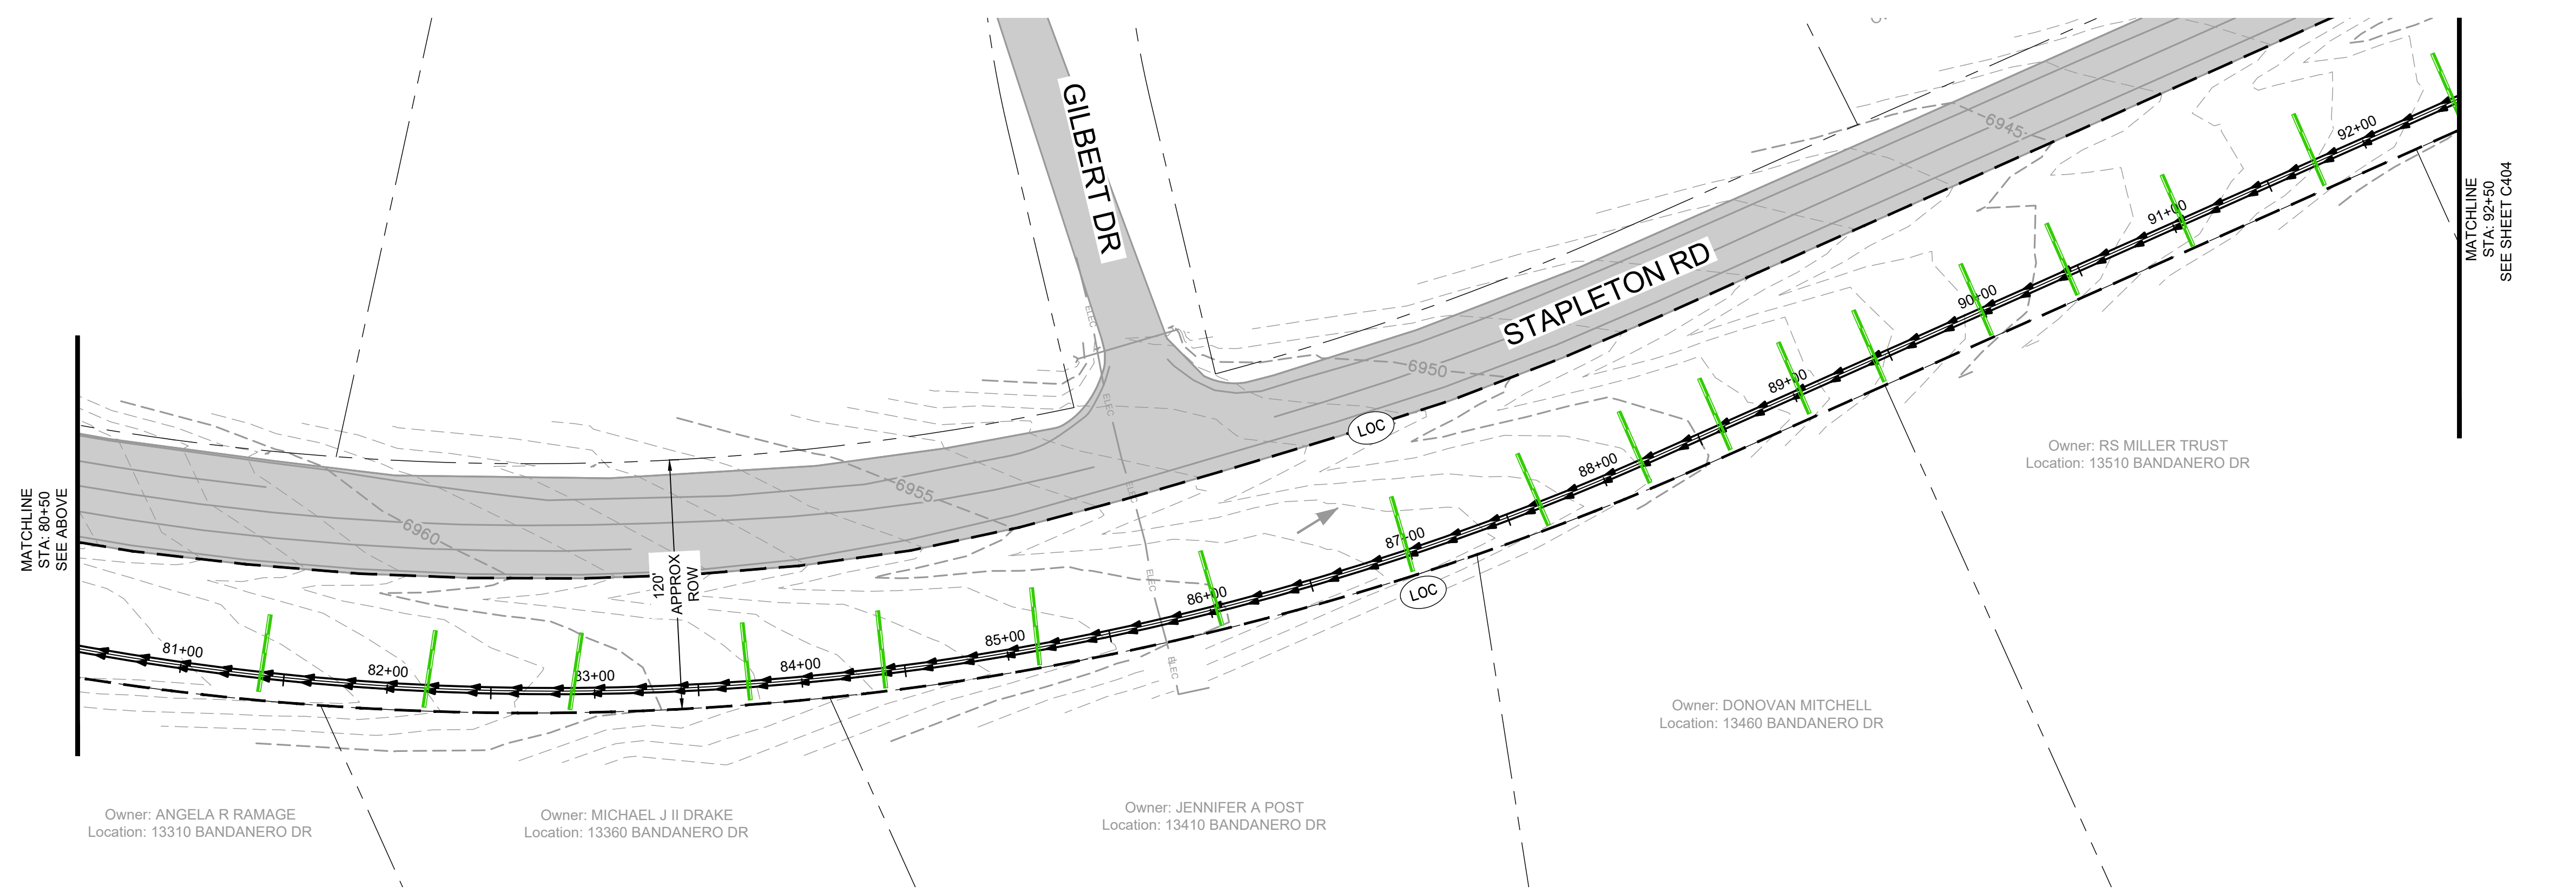 GILBERT DR
STAPLETON RD
6945
6950
6955
6960
ELEC
ELEC
ELEC
ELEC
ELEC
LOC
LOC
120'
APPROX
ROW
MATCHLINE
STA: 80+50
SEE ABOVE
MATCHLINE
STA: 92+50
SEE SHEET C404
81+00
82+00
83+00
84+00
85+00
86+00
87+00
88+00
89+00
90+00
91+00
92+00
Owner: RS MILLER TRUST
Location: 13510 BANDANERO DR
Owner: DONOVAN MITCHELL
Location: 13460 BANDANERO DR
Owner: JENNIFER A POST
Location: 13410 BANDANERO DR
Owner: MICHAEL J II DRAKE
Location: 13360 BANDANERO DR
Owner: ANGELA R RAMAGE
Location: 13310 BANDANERO DR